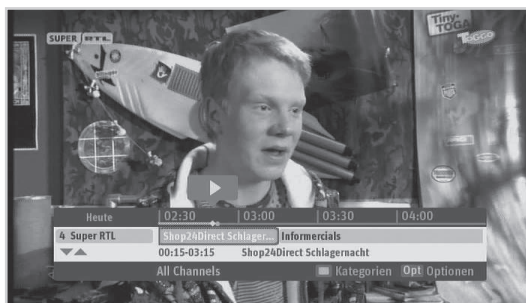 SUPER RTL
Tiny-
TOGA
TOGGO
Heute 02:30 03:00 03:30 04:00
4 Super RTL Shop24Direct Schlager... Informercials
00:15-03:15 Shop24Direct Schlagernacht
All Channels Kategorien Opt Optionen